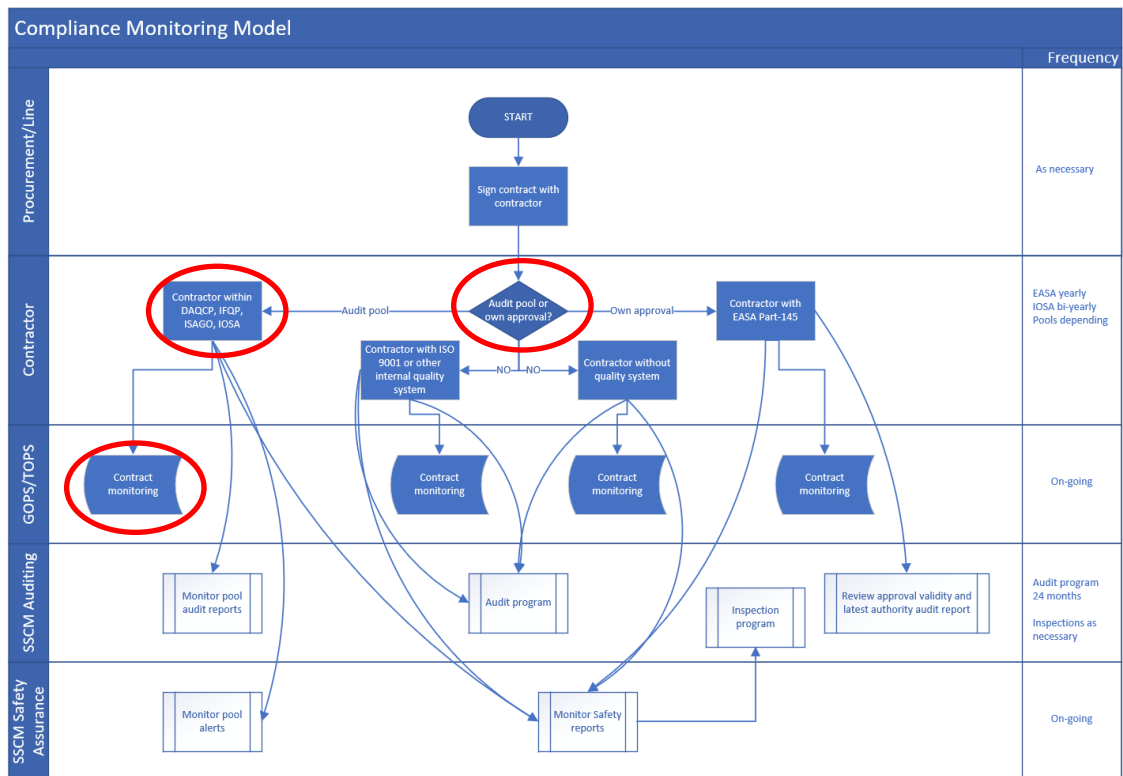 Compliance Monitoring Model
Frequency
Procurement/Line
START
Sign contract with
contractor
As necessary
Contractor
Contractor within
DAQCP, IFQP,
ISAGO, IOSA
Audit pool
Audit pool or
own approval?
Own approval
Contractor with
EASA Part-145
Contractor with ISO
9001 or other
internal quality
system
NO
NO
Contractor without
quality system
EASA yearly
IOSA bi-yearly
Pools depending
GOPS/TOPS
Contract
monitoring
Contract
monitoring
Contract
monitoring
Contract
monitoring
On-going
SSCM Auditing
Monitor pool
audit reports
Audit program
Inspection
program
Review approval validity and
latest authority audit report
Audit program
24 months
Inspections as
necessary
SSCM Safety
Assurance
Monitor pool
alerts
Monitor Safety
reports
On-going